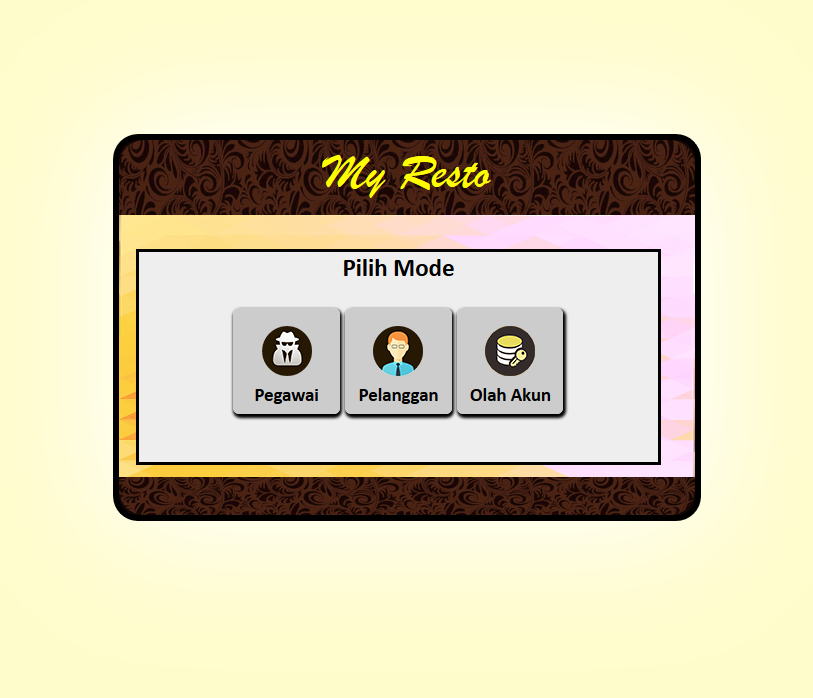 My Resto
Pilih Mode
Pegawai
Pelanggan
Olah Akun